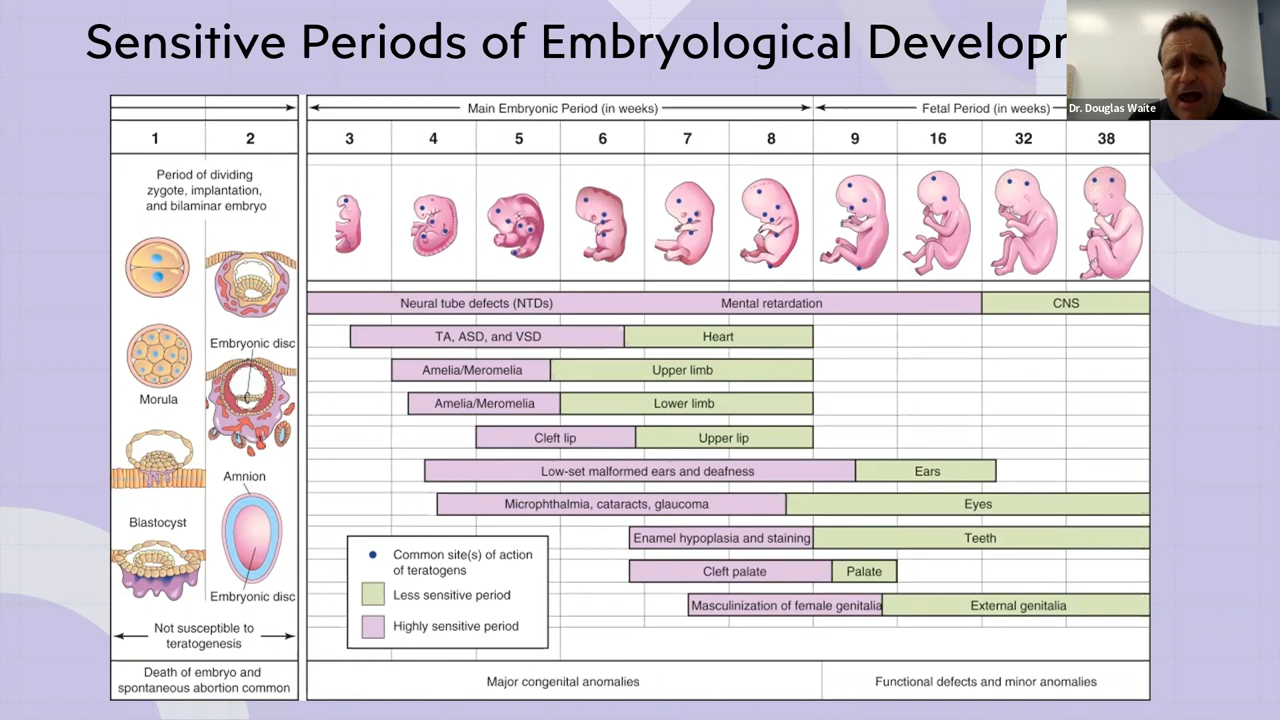 Sensitive Periods of Embryological Developr
Dr. Douglas Waite
Main Embryonic Period (in weeks)
Fetal Period (in weeks)
1
2
3
4
5
6
7
8
9
16
32
38
Period of dividing
zygote, implantation,
and bilaminar embryo
Embryonic disc
Morula
Amnion
Blastocyst
Embryonic disc
Not susceptible to
teratogenesis
Death of embryo and
spontaneous abortion common
Neural tube defects (NTDs)
Mental retardation
CNS
TA, ASD, and VSD
Heart
Amelia/Meromelia
Upper limb
Amelia/Meromelia
Lower limb
Cleft lip
Upper lip
Low-set malformed ears and deafness
Ears
Microphthalmia, cataracts, glaucoma
Eyes
Enamel hypoplasia and staining
Teeth
Cleft palate
Palate
Masculinization of female genitalia
External genitalia
Common site(s) of action
of teratogens
Less sensitive period
Highly sensitive period
Major congenital anomalies
Functional defects and minor anomalies